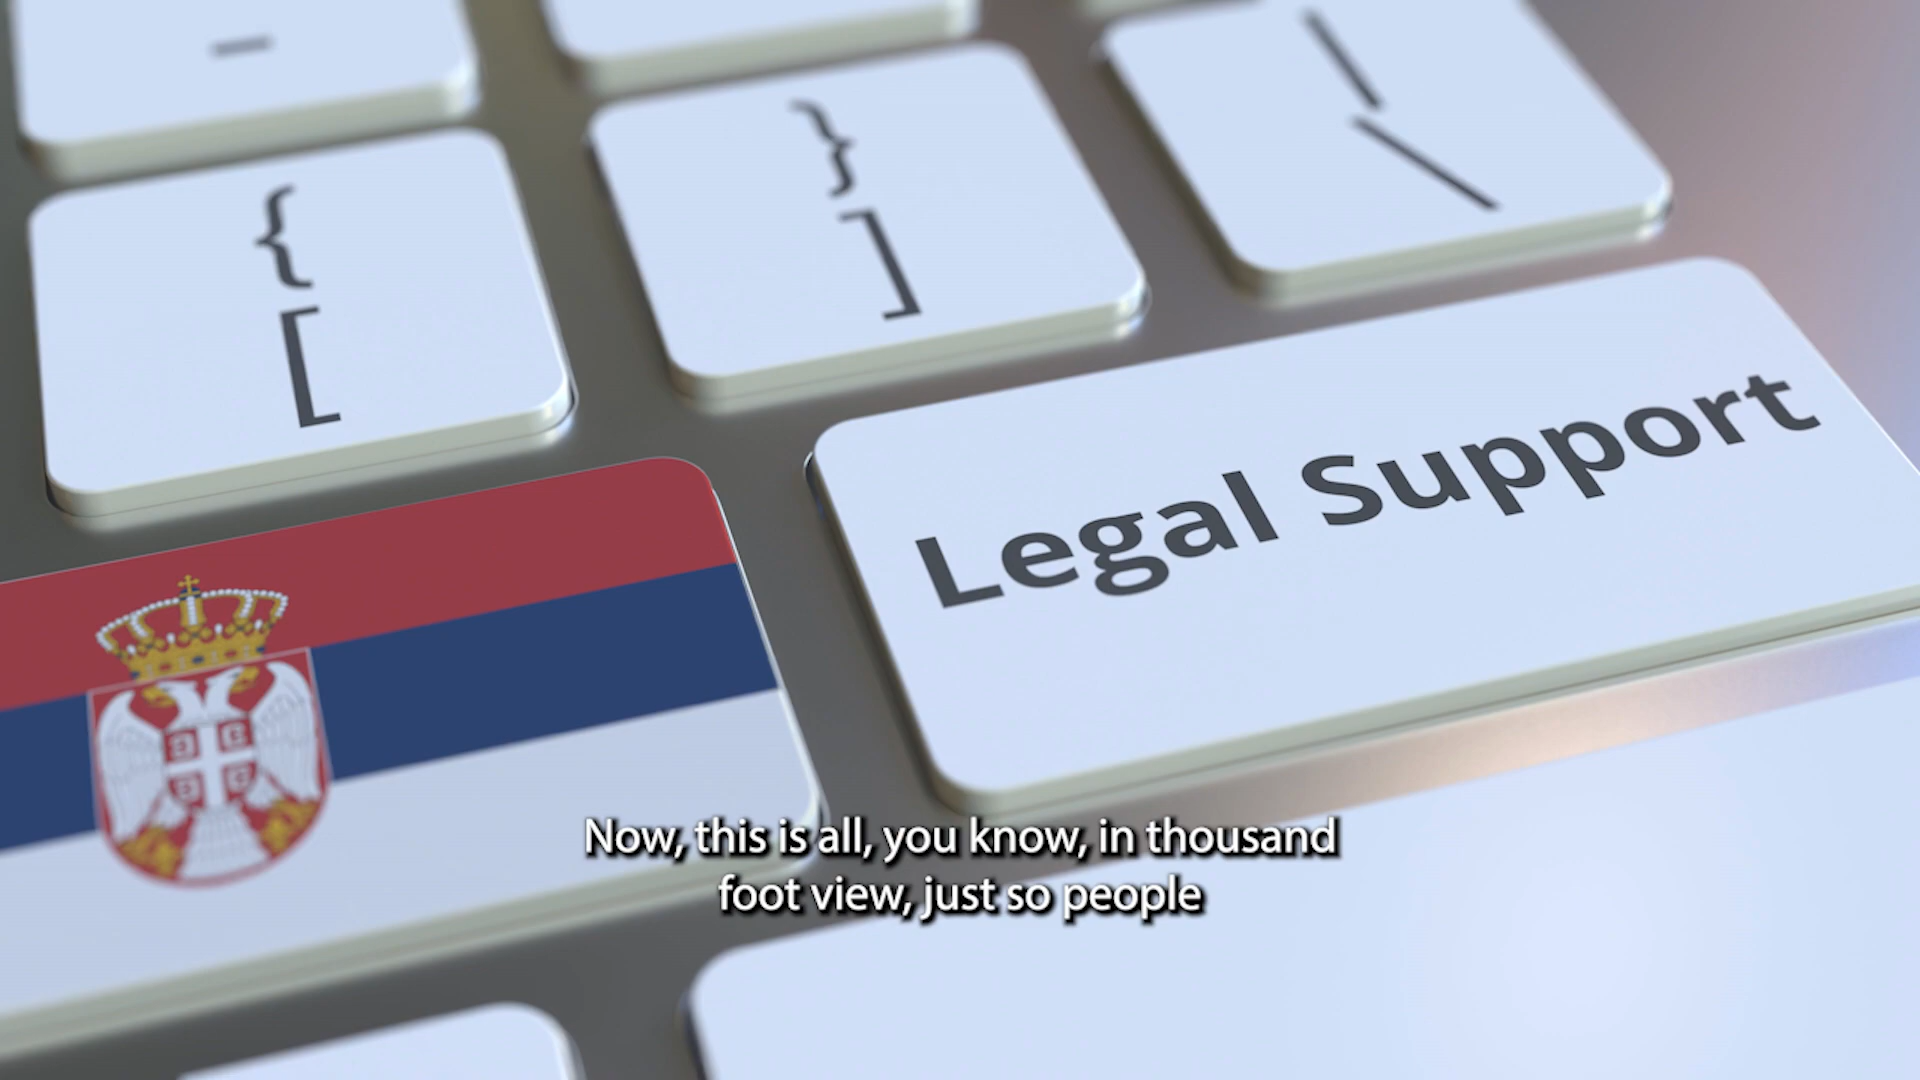 -
{
[
}
]
|
\
Legal Support
Now, this is all, you know, in thousand
foot view, just so people